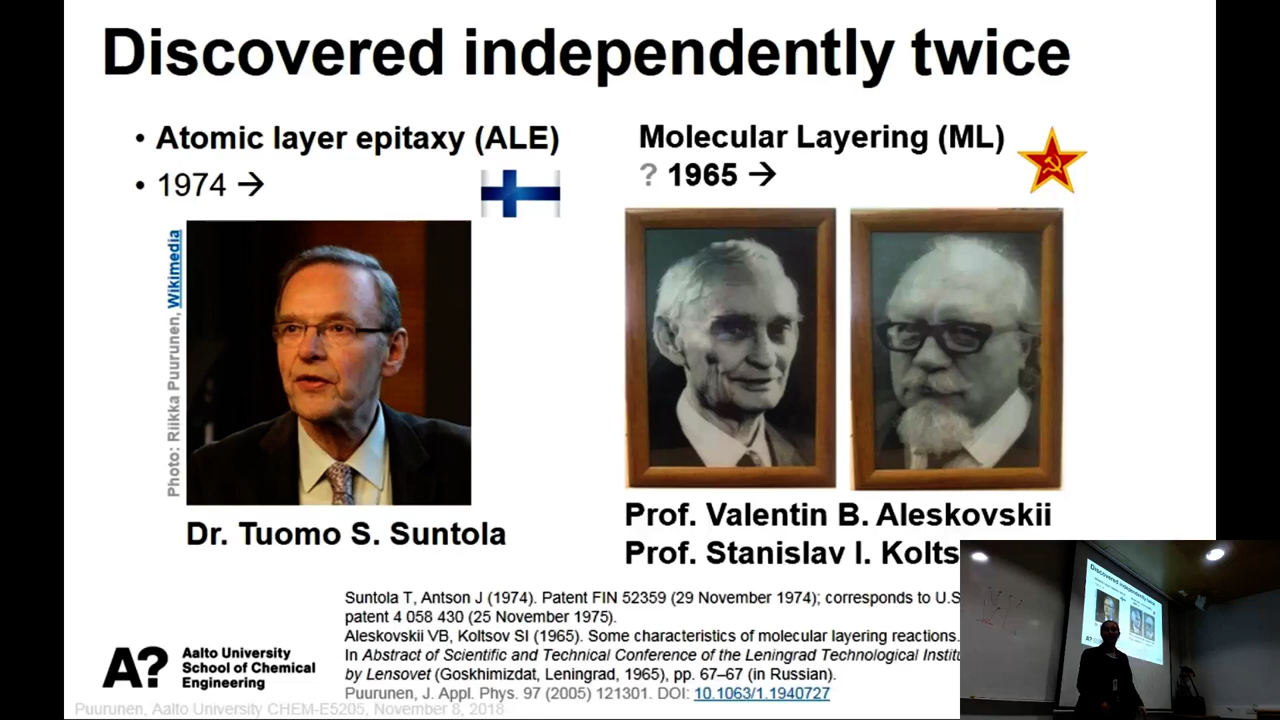 Discovered independently twice
• Atomic layer epitaxy (ALE)
• 1974 →
Molecular Layering (ML)
? 1965 →
Photo: Riikka Puurunen, Wikimedia
Dr. Tuomo S. Suntola
Prof. Valentin B. Aleskovskii
Prof. Stanislav I. Kolts
Suntola T, Antson J (1974). Patent FIN 52359 (29 November 1974); corresponds to U.S
patent 4 058 430 (25 November 1975).
Aleskovskii VB, Koltsov SI (1965). Some characteristics of molecular layering reactions.
In Abstract of Scientific and Technical Conference of the Leningrad Technological Institu
by Lensovet (Goskhimizdat, Leningrad, 1965), pp. 67–67 (in Russian).
Puurunen, J. Appl. Phys. 97 (2005) 121301. DOI: 10.1063/1.1940727
A?
Aalto University
School of Chemical
Engineering
Puurunen, Aalto University CHEM-E5205, November 8, 2018
Discovered independently twice